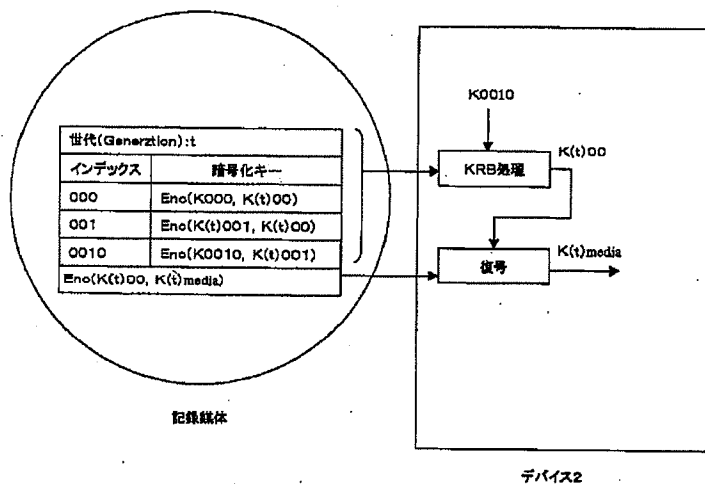 世代(Generztion):t
インデックス 暗号化キー
000 Enc(K000, K(t)00)
001 Enc(K(t)001, K(t)00)
0010 Enc(K0010, K(t)001)
Enc(K(t)00, K(t)media)
記録媒体
K0010
KRB処理
K(t)00
復号
K(t)media
デバイス2